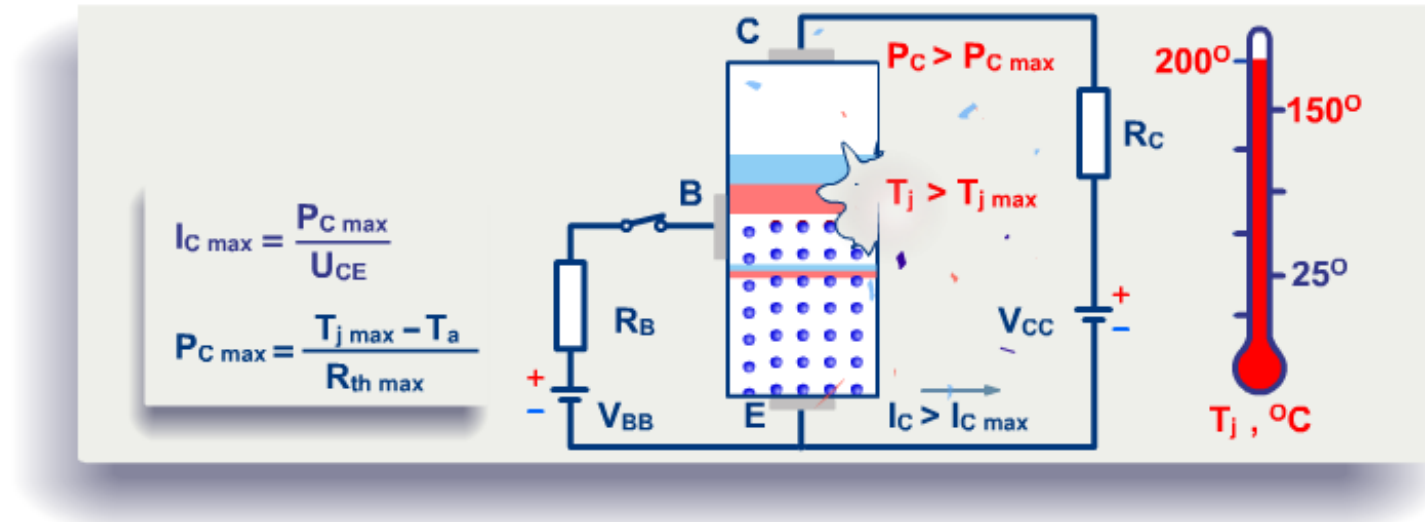 C
P_C > P_C max
200°
150°
R_C
B
T_j > T_j max
I_C max = P_C max / U_CE
25°
R_B
V_CC
+
−
P_C max = (T_j max − T_a) / R_th max
+
−
V_BB
E
I_C > I_C max
T_j , °C